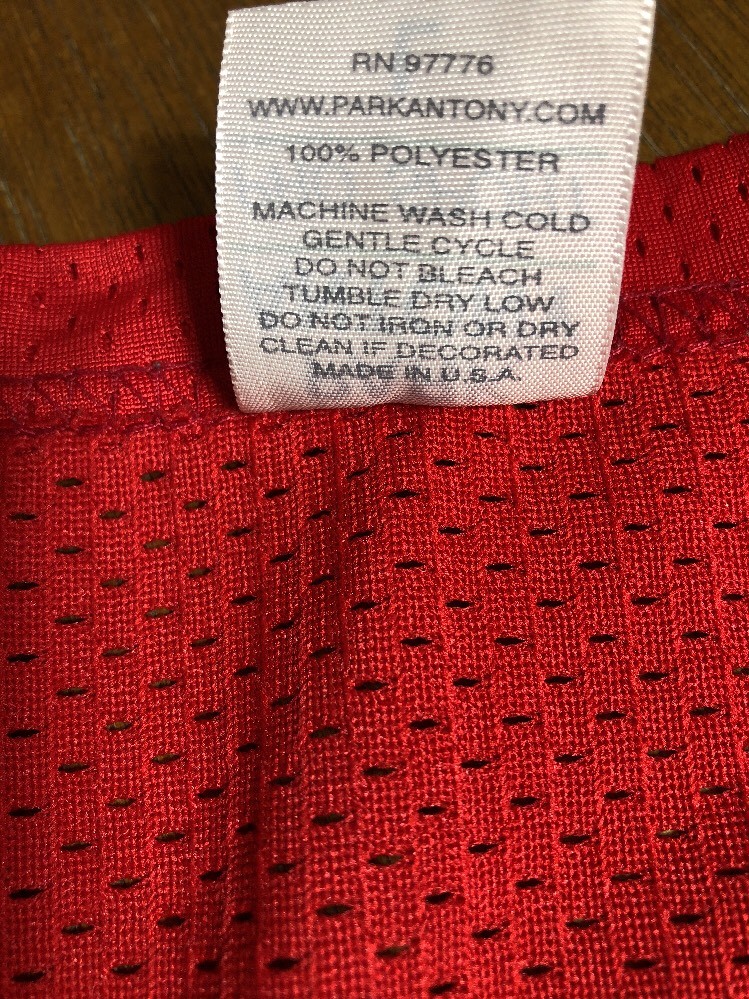 RN 97776
WWW.PARKANTONY.COM
100% POLYESTER
MACHINE WASH COLD
GENTLE CYCLE
DO NOT BLEACH
TUMBLE DRY LOW
DO NOT IRON OR DRY
CLEAN IF DECORATED
MADE IN U.S.A.